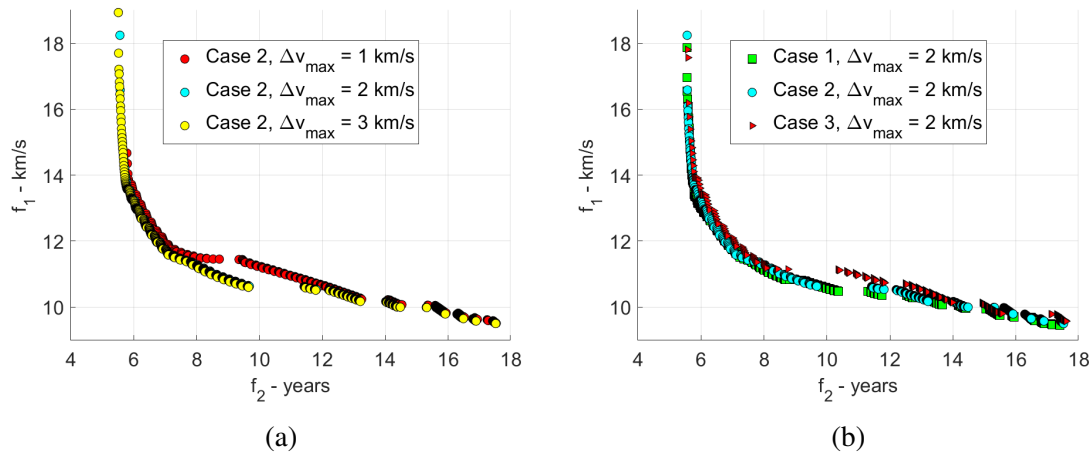 18
16
14
12
10
f1 - km/s
4 6 8 10 12 14 16 18
f2 - years
Case 2, Δvmax = 1 km/s
Case 2, Δvmax = 2 km/s
Case 2, Δvmax = 3 km/s
(a)
18
16
14
12
10
f1 - km/s
4 6 8 10 12 14 16 18
f2 - years
Case 1, Δvmax = 2 km/s
Case 2, Δvmax = 2 km/s
Case 3, Δvmax = 2 km/s
(b)